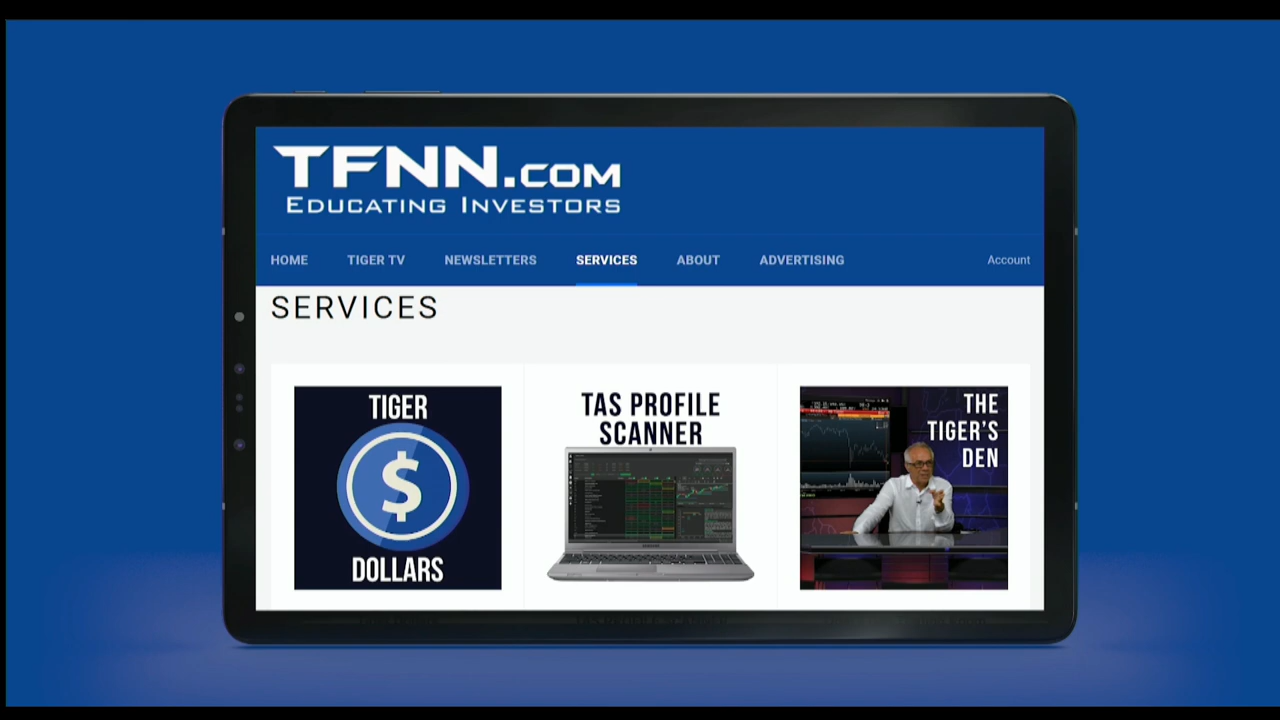 TFNN.COM
EDUCATING INVESTORS
HOME TIGER TV NEWSLETTERS SERVICES ABOUT ADVERTISING Account
SERVICES
TIGER
DOLLARS
TAS PROFILE
SCANNER
THE
TIGER'S
DEN